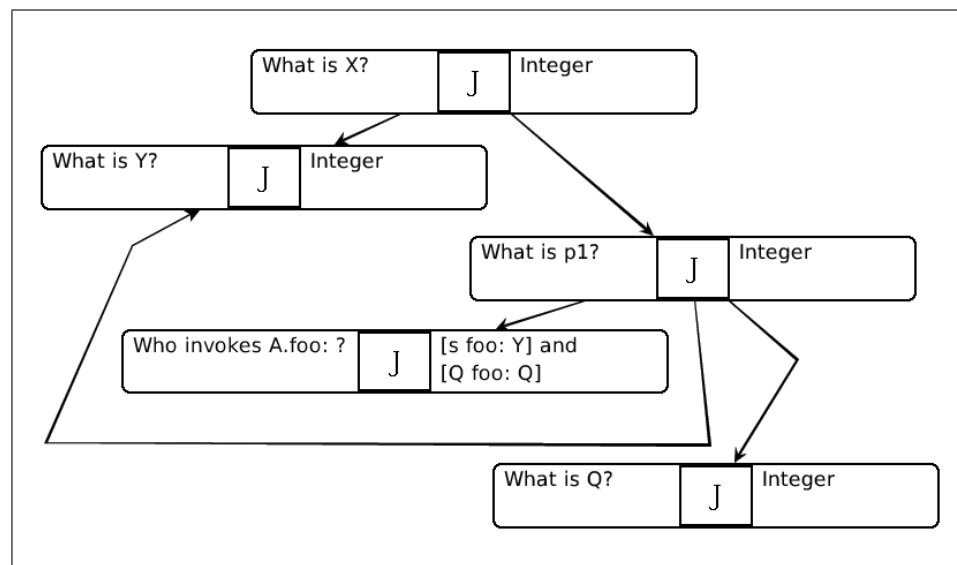 What is X? J Integer
What is Y? J Integer
What is p1? J Integer
Who invokes A.foo: ? J [s foo: Y] and
[Q foo: Q]
What is Q? J Integer